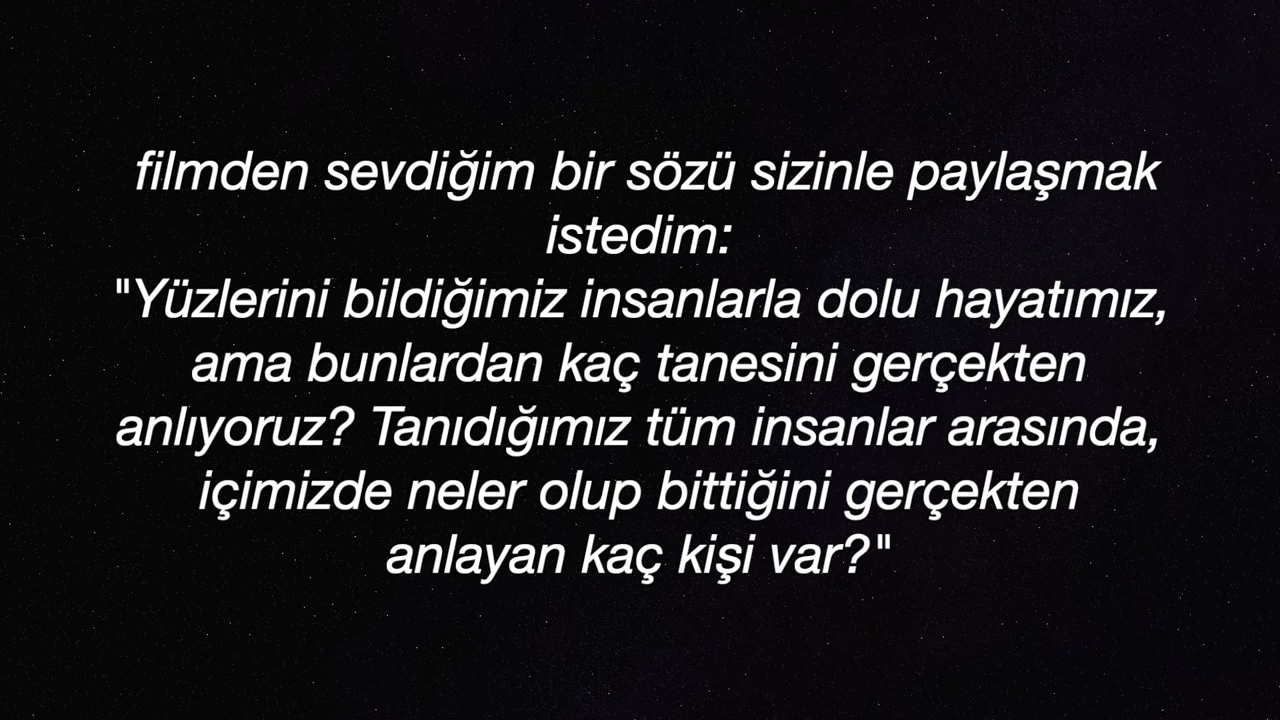 filmden sevdiğim bir sözü sizinle paylaşmak
istedim:
"Yüzlerini bildiğimiz insanlarla dolu hayatımız,
ama bunlardan kaç tanesini gerçekten
anlıyoruz? Tanıdığımız tüm insanlar arasında,
içimizde neler olup bittiğini gerçekten
anlayan kaç kişi var?"